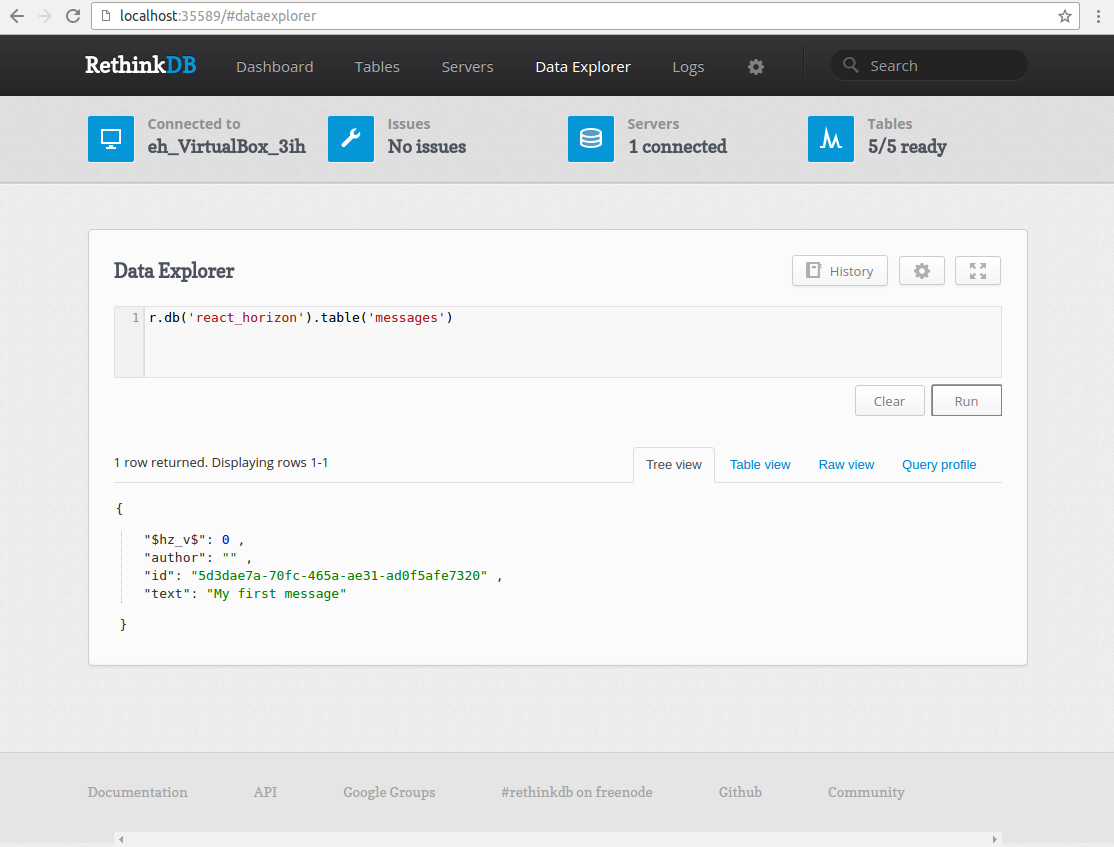 localhost:35589/#dataexplorer
RethinkDB Dashboard Tables Servers Data Explorer Logs Search
Connected to
eh_VirtualBox_3ih
Issues
No issues
Servers
1 connected
Tables
5/5 ready
Data Explorer
History
1 r.db('react_horizon').table('messages')
Clear Run
1 row returned. Displaying rows 1-1
Tree view Table view Raw view Query profile
{
"$hz_v$": 0 ,
"author": "" ,
"id": "5d3dae7a-70fc-465a-ae31-ad0f5afe7320" ,
"text": "My first message"
}
Documentation API Google Groups #rethinkdb on freenode Github Community